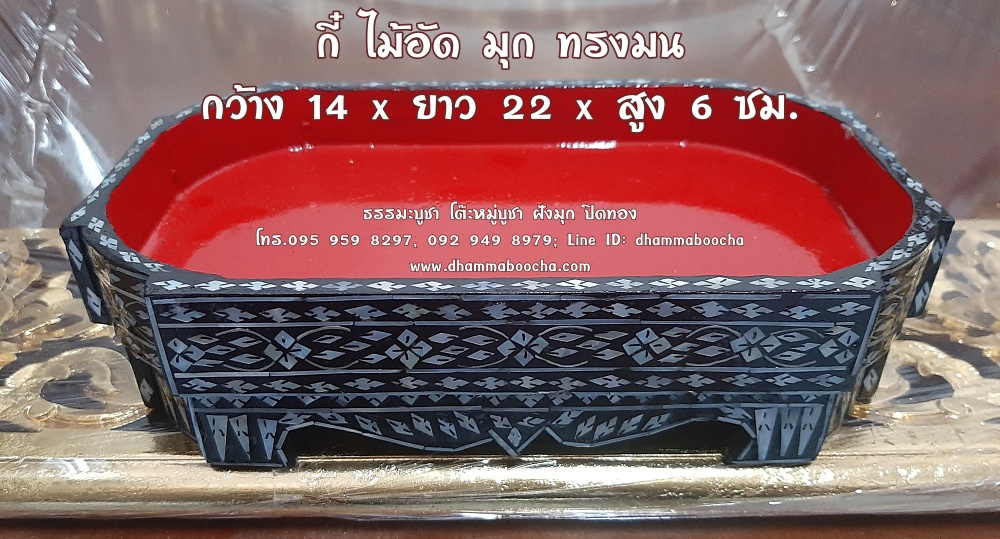 กี๋ ไม้อัด มุก ทรงมน
กว้าง 14 x ยาว 22 x สูง 6 ซม.
ธรรมะบูชา โต๊ะหมู่บูชา ฝังมุก ปิดทอง
โทร.095 959 8297, 092 949 8979; Line ID: dhammaboocha
www.dhammaboocha.com